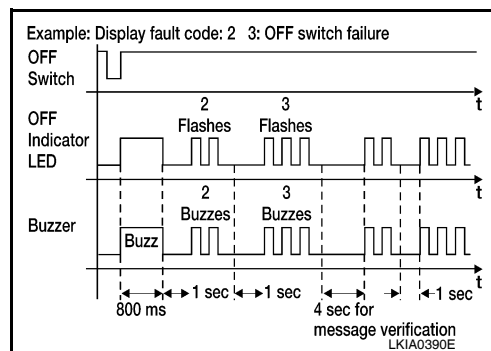 Example: Display fault code: 2 3: OFF switch failure
OFF
Switch
t
OFF
Indicator
LED
2
Flashes
3
Flashes
t
Buzzer
Buzz
2
Buzzes
3
Buzzes
t
800 ms
1 sec
1 sec
4 sec for
message verification
1 sec
LKIA0390E